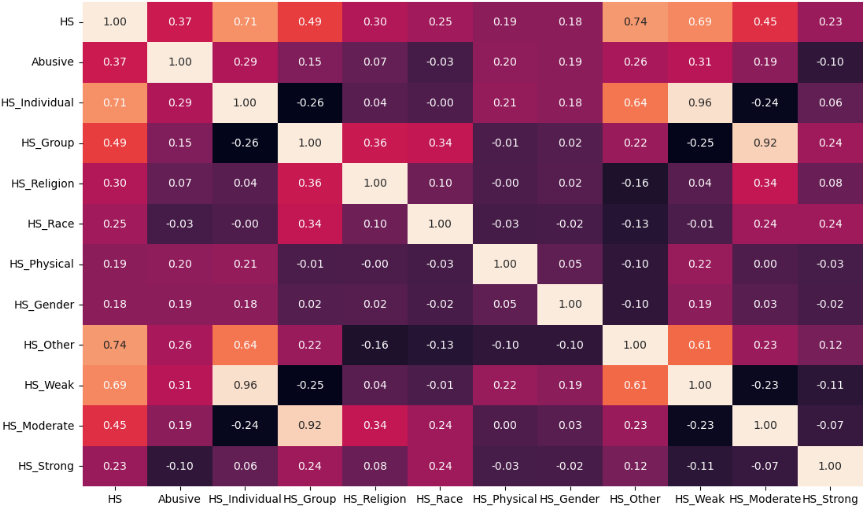 HS 1.00 0.37 0.71 0.49 0.30 0.25 0.19 0.18 0.74 0.69 0.45 0.23
Abusive 0.37 1.00 0.29 0.15 0.07 -0.03 0.20 0.19 0.26 0.31 0.19 -0.10
HS_Individual 0.71 0.29 1.00 -0.26 0.04 -0.00 0.21 0.18 0.64 0.96 -0.24 0.06
HS_Group 0.49 0.15 -0.26 1.00 0.36 0.34 -0.01 0.02 0.22 -0.25 0.92 0.24
HS_Religion 0.30 0.07 0.04 0.36 1.00 0.10 -0.00 0.02 -0.16 0.04 0.34 0.08
HS_Race 0.25 -0.03 -0.00 0.34 0.10 1.00 -0.03 -0.02 -0.13 -0.01 0.24 0.24
HS_Physical 0.19 0.20 0.21 -0.01 -0.00 -0.03 1.00 0.05 -0.10 0.22 0.00 -0.03
HS_Gender 0.18 0.19 0.18 0.02 0.02 -0.02 0.05 1.00 -0.10 0.19 0.03 -0.02
HS_Other 0.74 0.26 0.64 0.22 -0.16 -0.13 -0.10 -0.10 1.00 0.61 0.23 0.12
HS_Weak 0.69 0.31 0.96 -0.25 0.04 -0.01 0.22 0.19 0.61 1.00 -0.23 -0.11
HS_Moderate 0.45 0.19 -0.24 0.92 0.34 0.24 0.00 0.03 0.23 -0.23 1.00 -0.07
HS_Strong 0.23 -0.10 0.06 0.24 0.08 0.24 -0.03 -0.02 0.12 -0.11 -0.07 1.00
HS Abusive HS_Individual HS_Group HS_Religion HS_Race HS_Physical HS_Gender HS_Other HS_Weak HS_Moderate HS_Strong